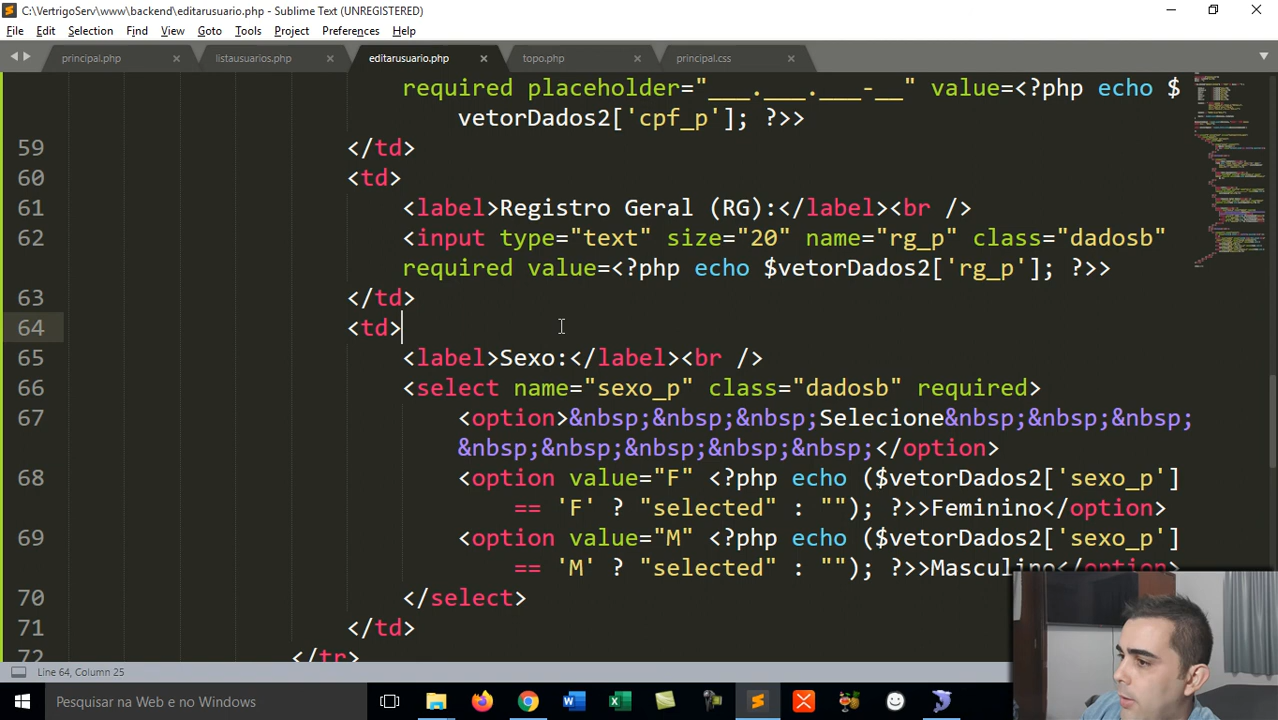 C:\VertrigoServ\www\backend\editarusuario.php - Sublime Text (UNREGISTERED)
File Edit Selection Find View Goto Tools Project Preferences Help
principal.php listausuarios.php editarusuario.php topo.php principal.css
required placeholder="___.___.___-__" value=<?php echo $
vetorDados2['cpf_p']; ?>>
59 </td>
60 <td>
61 <label>Registro Geral (RG):</label><br />
62 <input type="text" size="20" name="rg_p" class="dadosb"
required value=<?php echo $vetorDados2['rg_p']; ?>>
63 </td>
64 <td>
65 <label>Sexo:</label><br />
66 <select name="sexo_p" class="dadosb" required>
67 <option>&nbsp;&nbsp;&nbsp;Selecione&nbsp;&nbsp;&nbsp;
&nbsp;&nbsp;&nbsp;&nbsp;&nbsp;</option>
68 <option value="F" <?php echo ($vetorDados2['sexo_p']
== 'F' ? "selected" : ""); ?>>Feminino</option>
69 <option value="M" <?php echo ($vetorDados2['sexo_p']
== 'M' ? "selected" : ""); ?>>Masculino</option>
70 </select>
71 </td>
72 </tr>
Line 64, Column 25
Pesquisar na Web e no Windows